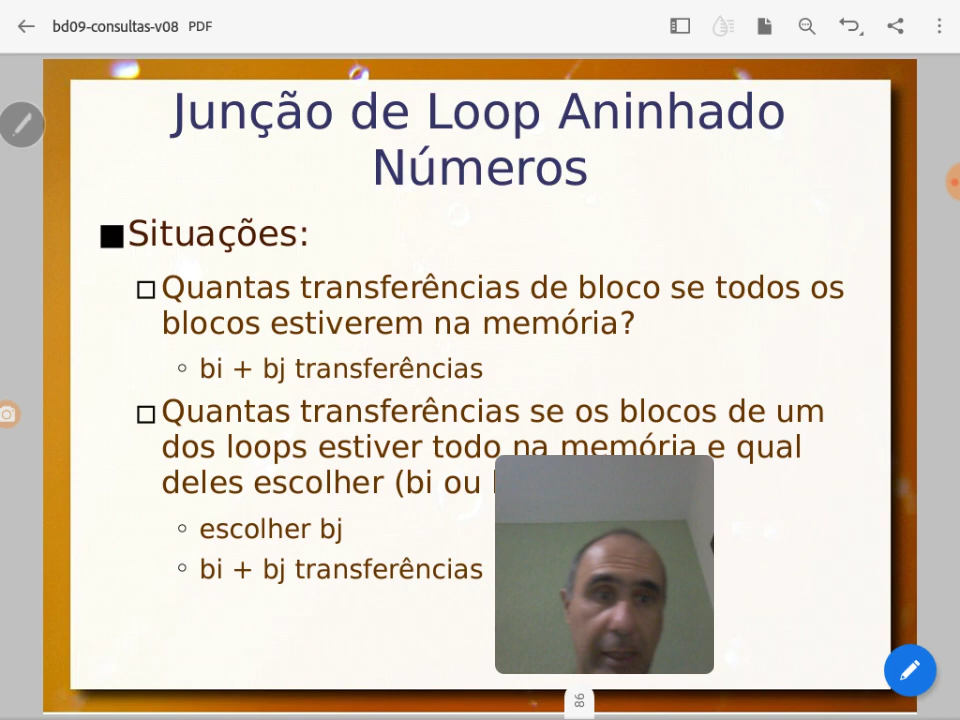 bd09-consultas-v08 PDF
Junção de Loop Aninhado
Números
Situações:
Quantas transferências de bloco se todos os
blocos estiverem na memória?
bi + bj transferências
Quantas transferências se os blocos de um
dos loops estiver todo na memória e qual
deles escolher (bi ou
escolher bj
bi + bj transferências
86